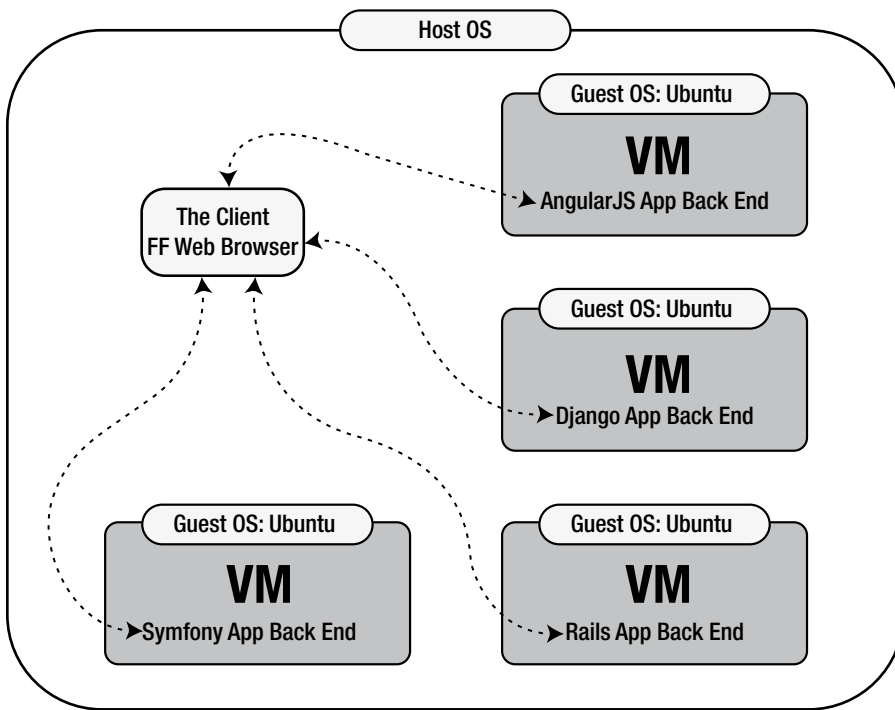 Host OS
Guest OS: Ubuntu
VM
AngularJS App Back End
The Client
FF Web Browser
Guest OS: Ubuntu
VM
Django App Back End
Guest OS: Ubuntu
VM
Symfony App Back End
Guest OS: Ubuntu
VM
Rails App Back End